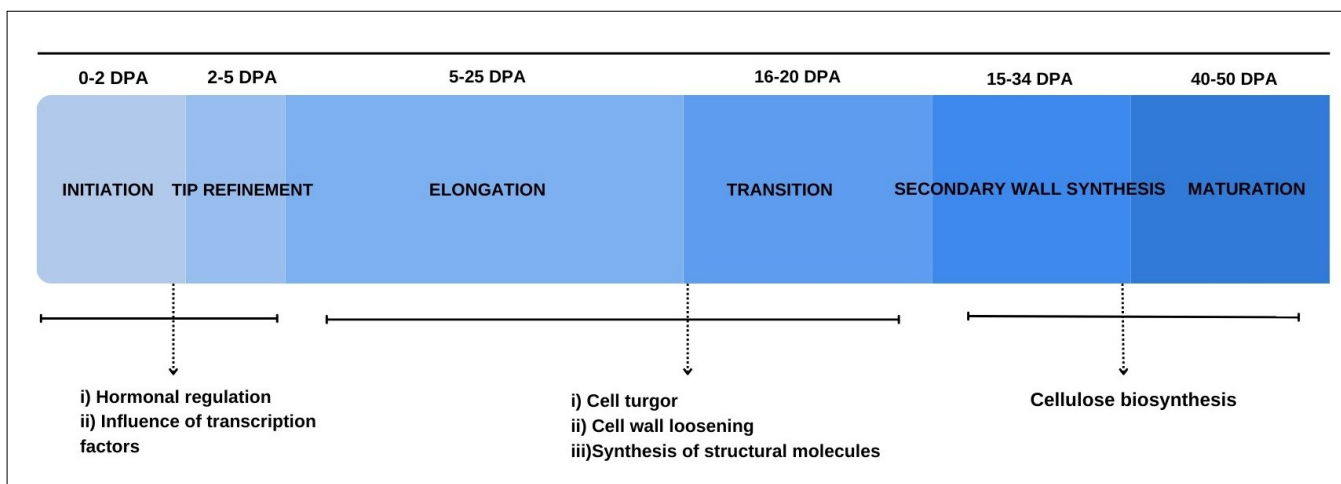 0-2 DPA
2-5 DPA
5-25 DPA
16-20 DPA
15-34 DPA
40-50 DPA
INITIATION
TIP REFINEMENT
ELONGATION
TRANSITION
SECONDARY WALL SYNTHESIS
MATURATION
i) Hormonal regulation
ii) Influence of transcription
factors
i) Cell turgor
ii) Cell wall loosening
iii)Synthesis of structural molecules
Cellulose biosynthesis